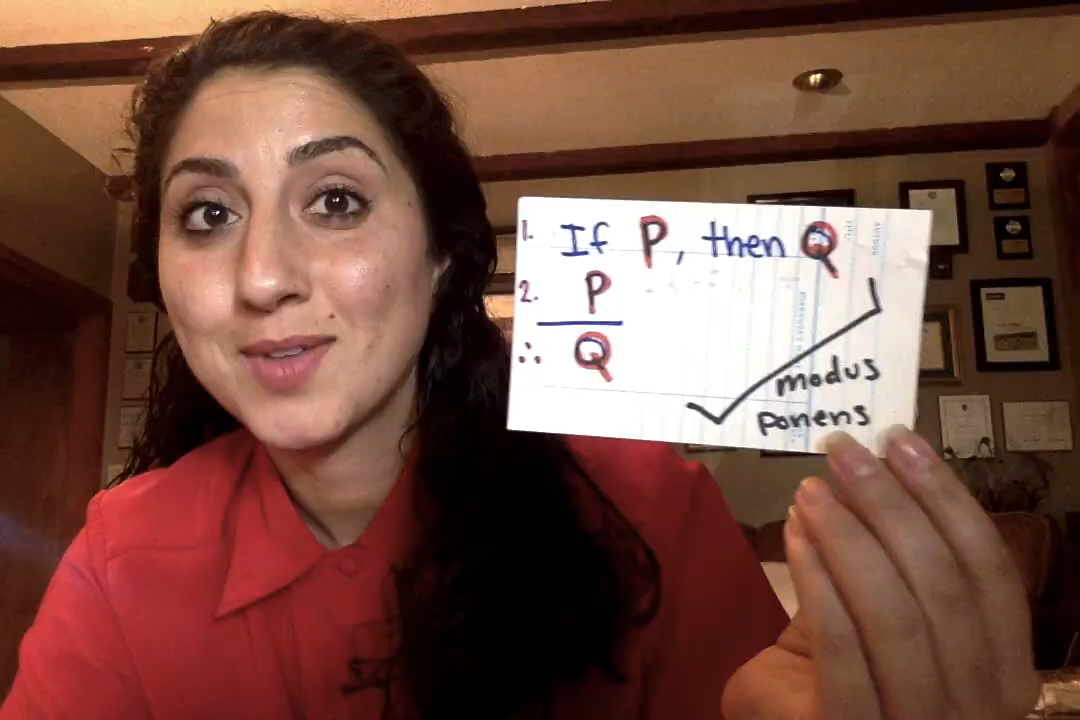 1. If P, then Q
2. P
∴ Q
modus
ponens